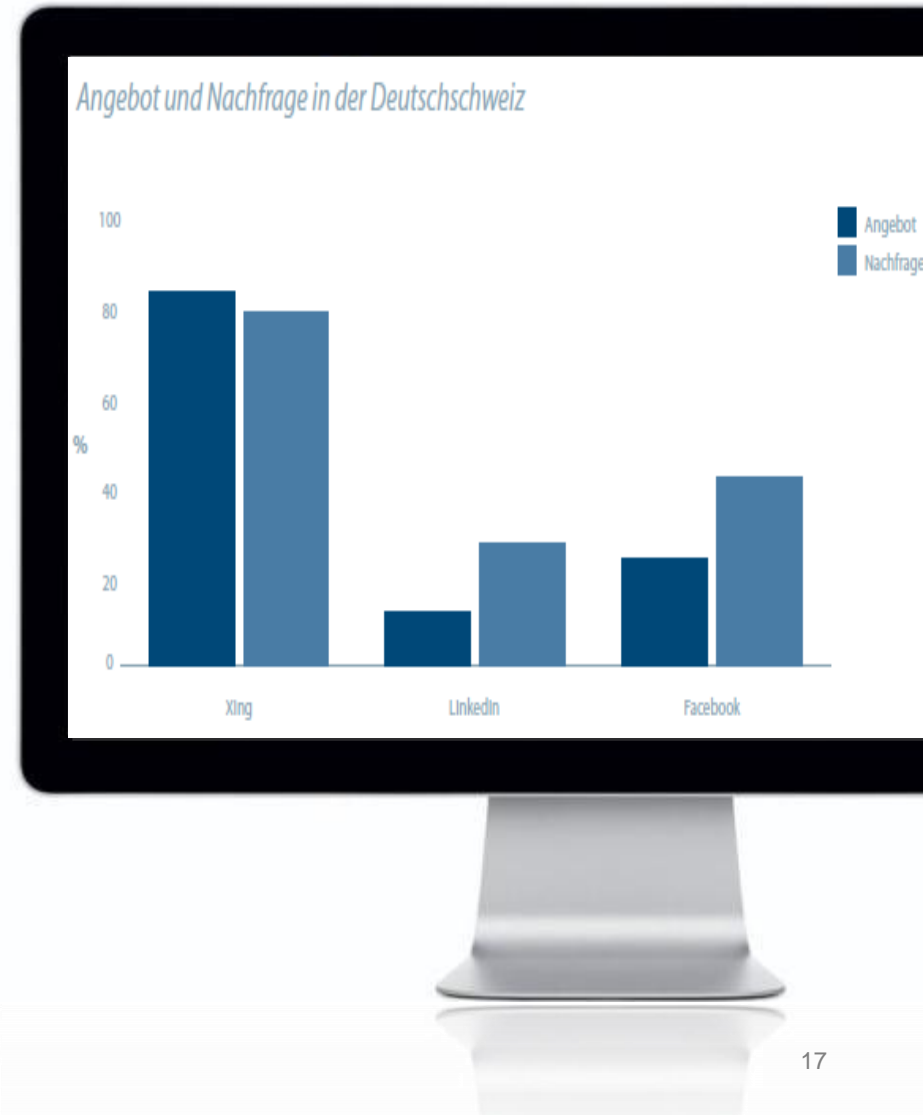 Angebot und Nachfrage in der Deutschschweiz
100
80
60
%
40
20
0
Angebot
Nachfrage
Xing
LinkedIn
Facebook
17